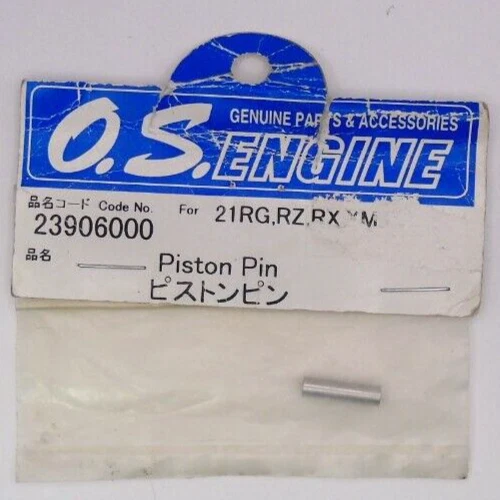 GENUINE PARTS & ACCESSORIES
O.S.ENGINE
品名コード Code No. For 21RG,RZ,RX,XM
23906000
品名 Piston Pin
ピストンピン